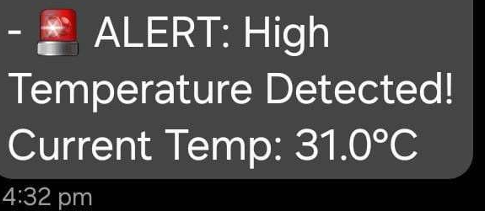 - 🚨 ALERT: High
Temperature Detected!
Current Temp: 31.0°C
4:32 pm